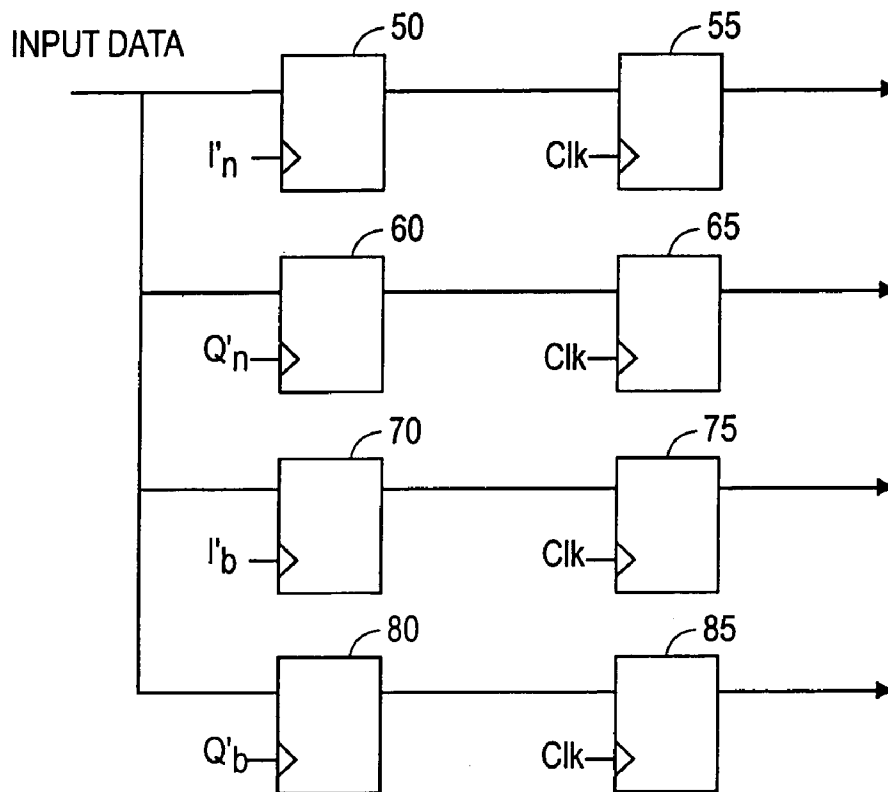 50
55
INPUT DATA
I'n
Clk
60
65
Q'n
Clk
70
75
I'b
Clk
80
85
Q'b
Clk